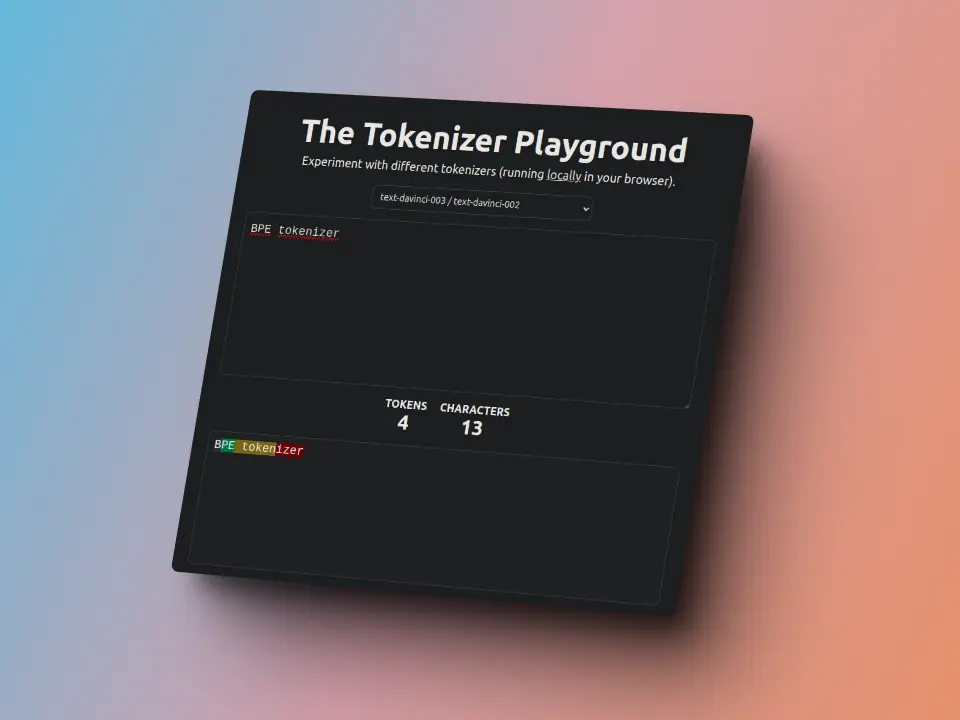 The Tokenizer Playground
Experiment with different tokenizers (running locally in your browser).
text-davinci-003 / text-davinci-002
BPE tokenizer
TOKENS CHARACTERS
4 13
BPE tokenizer